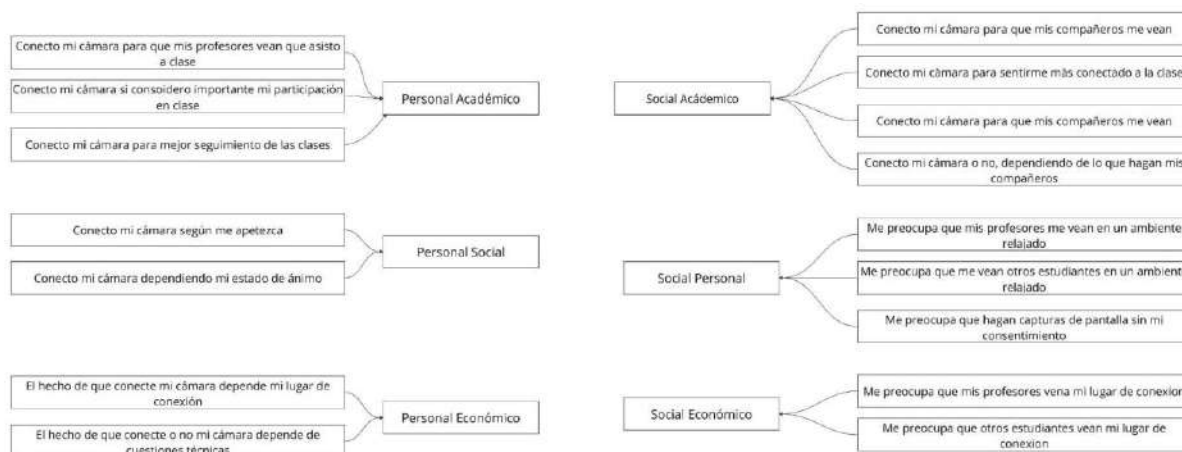 Conecto mi cámara para que mis profesores vean que asisto
a clase
Conecto mi cámara si consoidero importante mi participación
en clase
Conecto mi cámara para mejor seguimiento de las clases
Personal Académico
Conecto mi cámara según me apetezca
Conecto mi cámara dependiendo mi estado de ánimo
Personal Social
El hecho de que conecte mi cámara depende mi lugar de
conexión
El hecho de que conecte o no mi cámara depende de
cuestiones técnicas
Personal Económico
Social Académico
Conecto mi cámara para que mis compañeros me vean
Conecto mi cámara para sentirme más conectado a la clase
Conecto mi cámara para que mis compañeros me vean
Conecto mi cámara o no, dependiendo de lo que hagan mis
compañeros
Social Personal
Me preocupa que mis profesores me vean en un ambiente
relajado
Me preocupa que me vean otros estudiantes en un ambiente
relajado
Me preocupa que hagan capturas de pantalla sin mi
consentimiento
Social Económico
Me preocupa que mis profesores vena mi lugar de conexion
Me preocupa que otros estudiantes vean mi lugar de
conexion